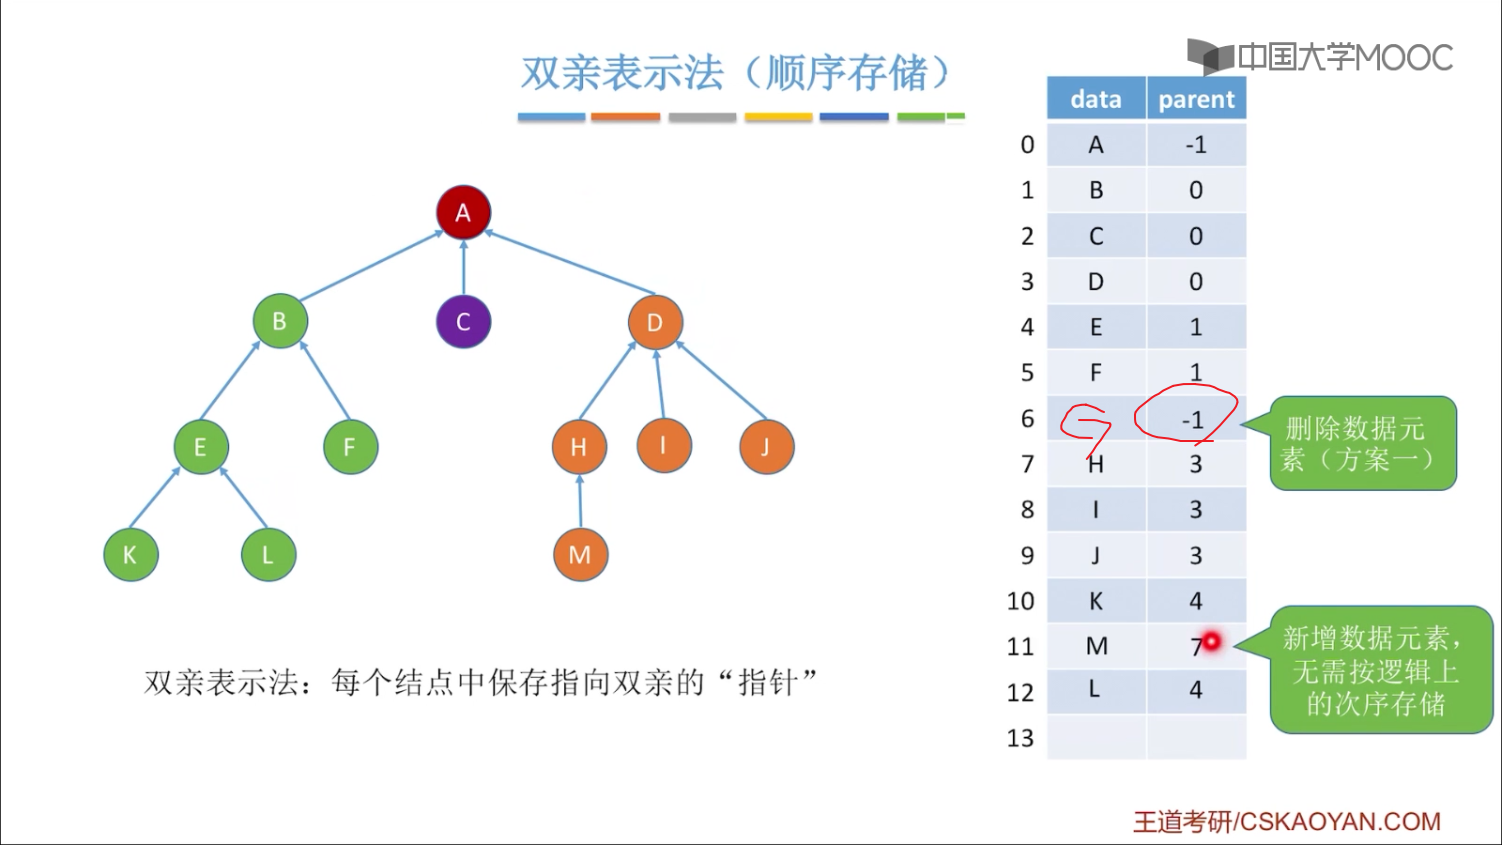 中国大学MOOC
双亲表示法（顺序存储）
data parent
0 A -1
1 B 0
2 C 0
3 D 0
4 E 1
5 F 1
6 G -1
7 H 3
8 I 3
9 J 3
10 K 4
11 M 7
12 L 4
13
A
B C D
E F H I J
K L M
删除数据元
素（方案一）
新增数据元素，
无需按逻辑上
的次序存储
双亲表示法：每个结点中保存指向双亲的“指针”
王道考研/CSKAOYAN.COM